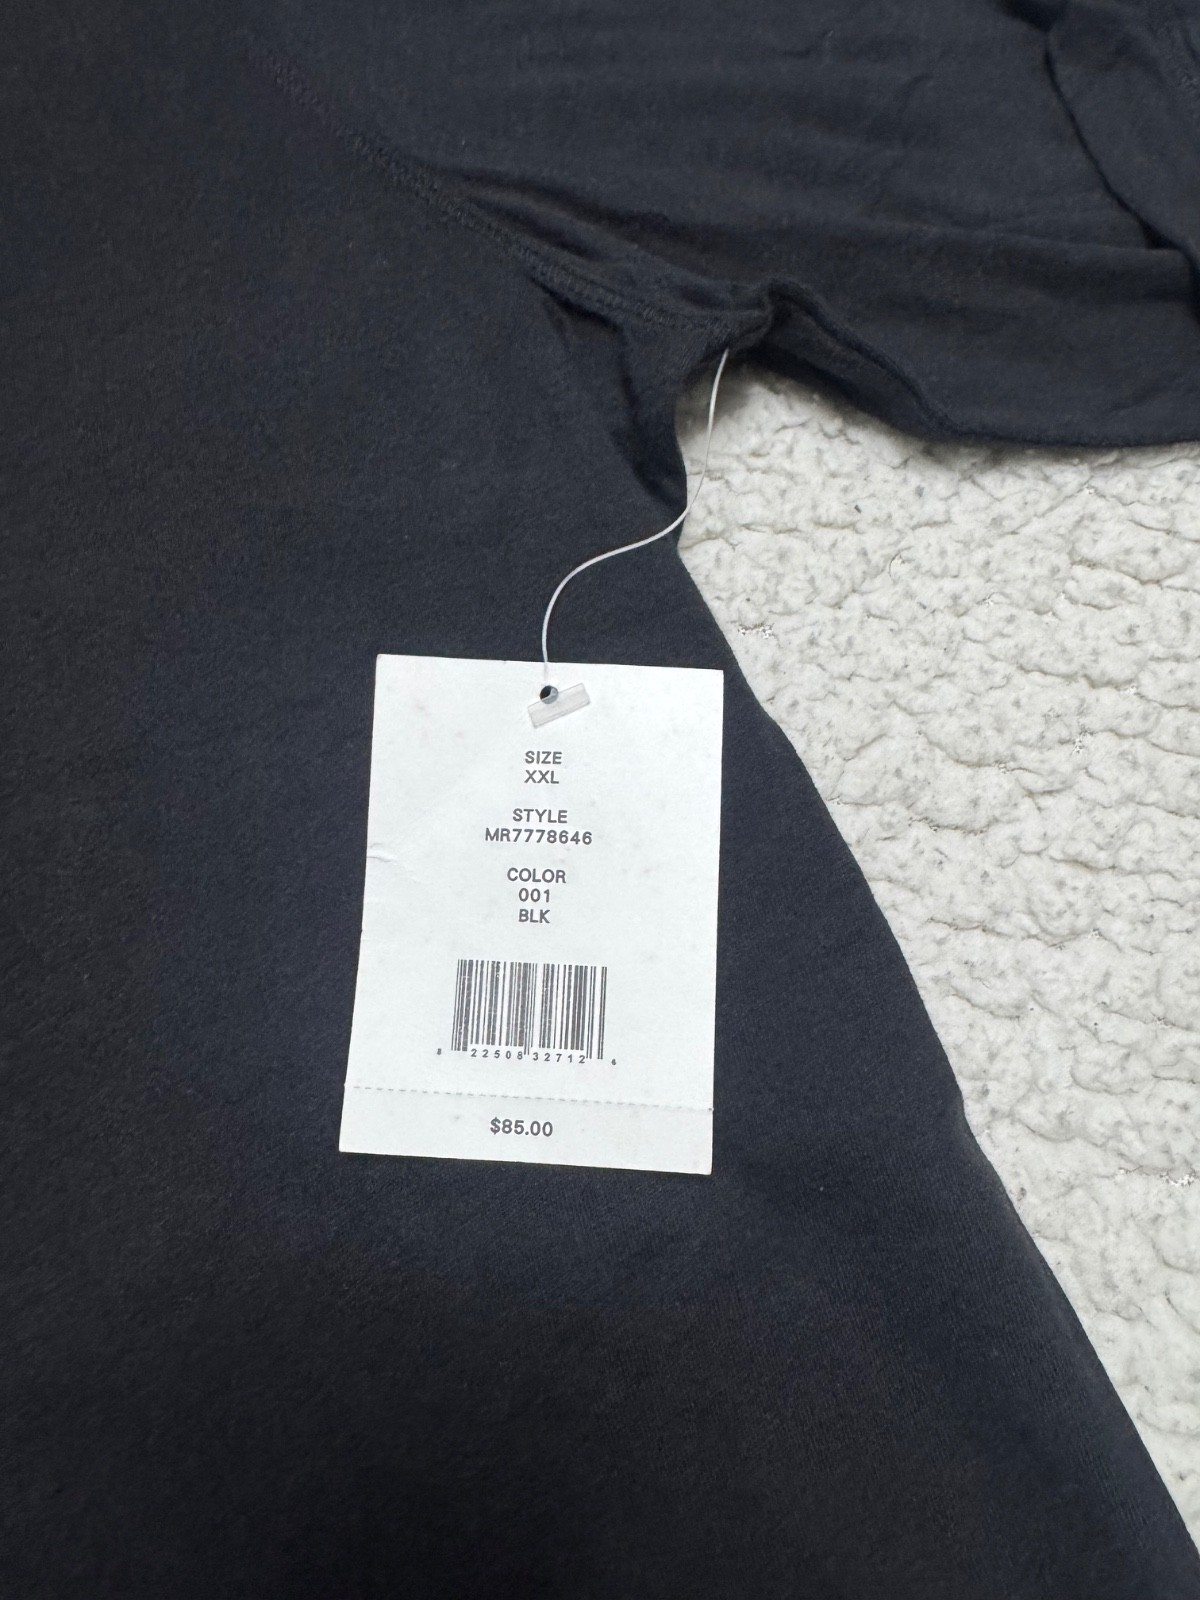 SIZE
XXL
STYLE
MR7778646
COLOR
001
BLK
8 22508 32712 6
$85.00